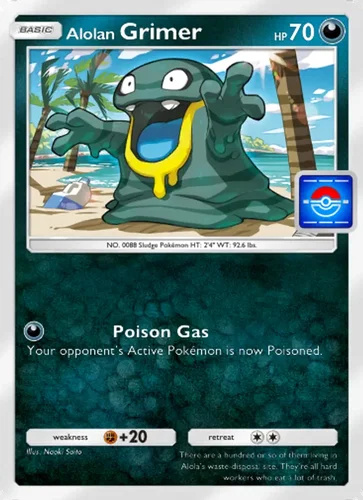 BASIC Alolan Grimer HP 70
NO. 0088 Sludge Pokémon HT: 2'4" WT: 92.6 lbs.
Poison Gas
Your opponent's Active Pokémon is now Poisoned.
weakness +20 retreat
Illus. Naoki Saito
There are a hundred or so of them living in
Alola's waste-disposal site. They're all hard
workers who eat a lot of trash.